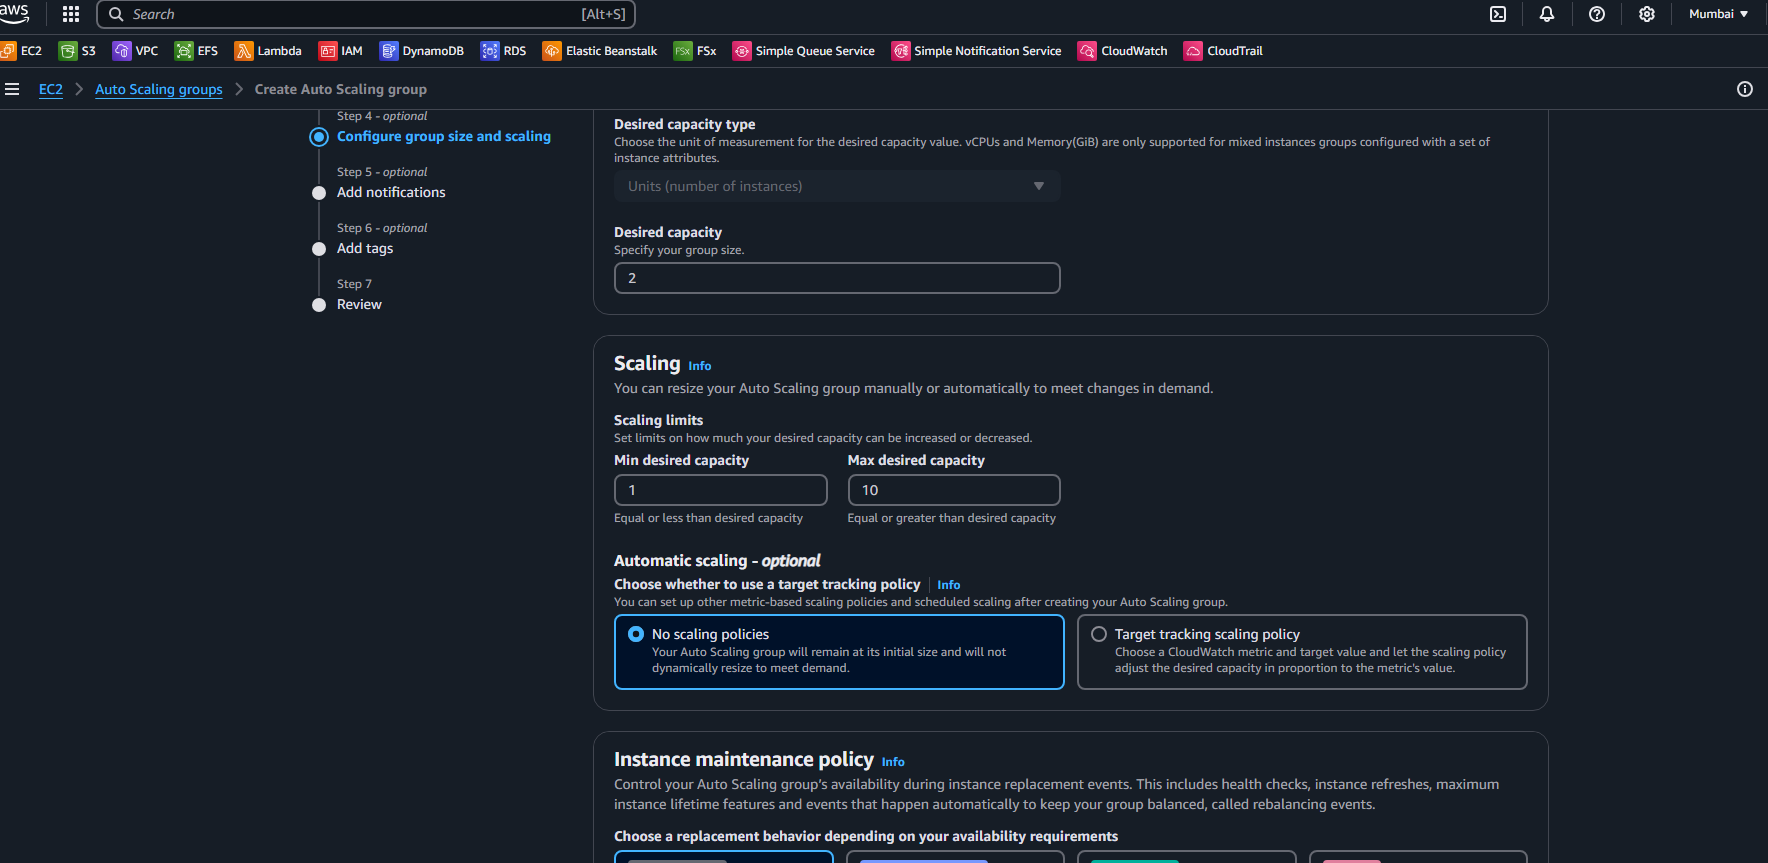 aws
Search [Alt+S] Mumbai
EC2 S3 VPC EFS Lambda IAM DynamoDB RDS Elastic Beanstalk FSx FSx Simple Queue Service Simple Notification Service CloudWatch CloudTrail
EC2 Auto Scaling groups Create Auto Scaling group
Step 4 - optional
Configure group size and scaling
Step 5 - optional
Add notifications
Step 6 - optional
Add tags
Step 7
Review
Desired capacity type
Choose the unit of measurement for the desired capacity value. vCPUs and Memory(GiB) are only supported for mixed instances groups configured with a set of
instance attributes.
Units (number of instances)
Desired capacity
Specify your group size.
2
Scaling Info
You can resize your Auto Scaling group manually or automatically to meet changes in demand.
Scaling limits
Set limits on how much your desired capacity can be increased or decreased.
Min desired capacity Max desired capacity
1 10
Equal or less than desired capacity Equal or greater than desired capacity
Automatic scaling - optional
Choose whether to use a target tracking policy Info
You can set up other metric-based scaling policies and scheduled scaling after creating your Auto Scaling group.
No scaling policies
Your Auto Scaling group will remain at its initial size and will not
dynamically resize to meet demand.
Target tracking scaling policy
Choose a CloudWatch metric and target value and let the scaling policy
adjust the desired capacity in proportion to the metric's value.
Instance maintenance policy Info
Control your Auto Scaling group's availability during instance replacement events. This includes health checks, instance refreshes, maximum
instance lifetime features and events that happen automatically to keep your group balanced, called rebalancing events.
Choose a replacement behavior depending on your availability requirements